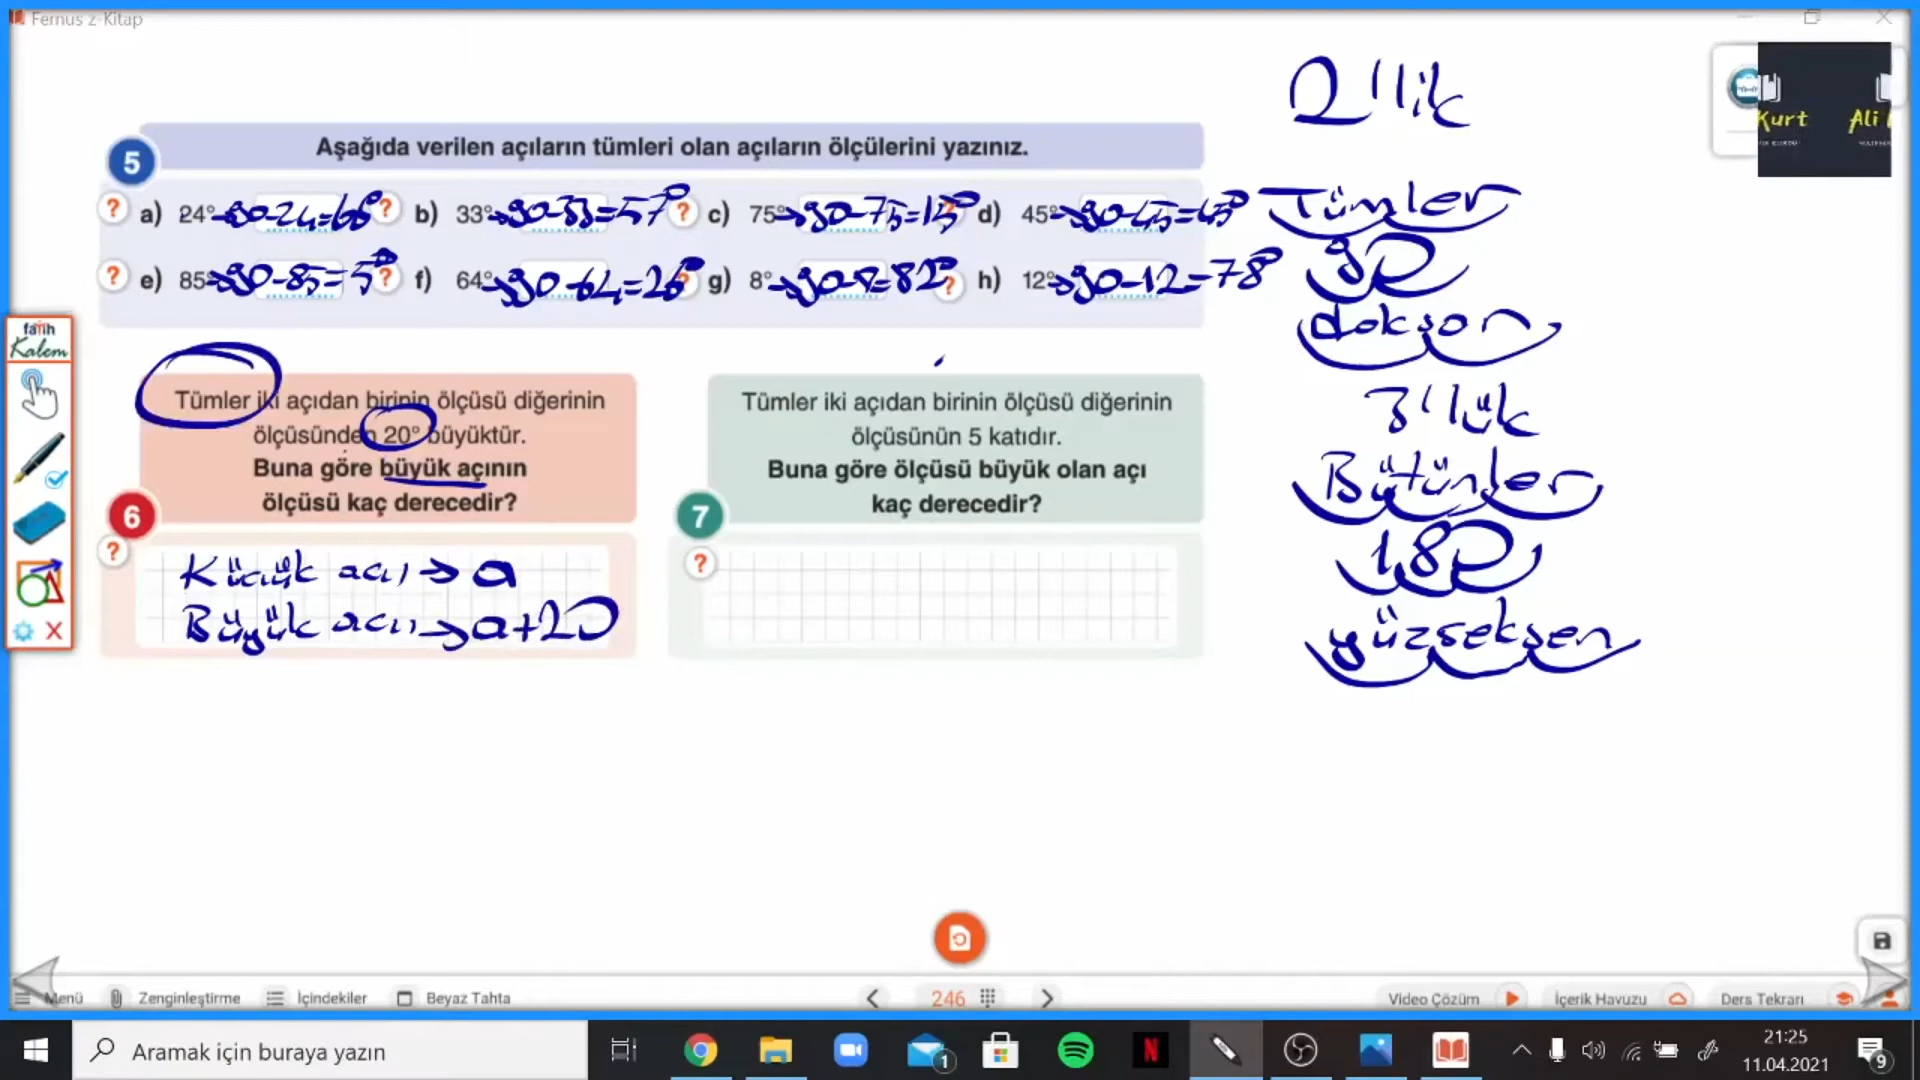 Fernus z-Kitap
2'lik
Kurt Ali
5 Aşağıda verilen açıların tümleri olan açıların ölçülerini yazınız.
? a) 24° → 90-24=66° ? b) 33° → 90-33=57° ? c) 75° → 90-75=15° ? d) 45° → 90-45=45°
? e) 85° → 90-85=5° ? f) 64° → 90-64=26° ? g) 8° → 90-8=82° ? h) 12° → 90-12=78°
Tümler
90
doksan
3'lük
Bütünler
180
yüzseksen
fatih
Kalem
Tümler iki açıdan birinin ölçüsü diğerinin
ölçüsünden 20° büyüktür.
Buna göre büyük açının
ölçüsü kaç derecedir?
6
?
Küçük açı → a
Büyük açı → a+20
Tümler iki açıdan birinin ölçüsü diğerinin
ölçüsünün 5 katıdır.
Buna göre ölçüsü büyük olan açı
kaç derecedir?
7
?
Menü Zenginleştirme İçindekiler Beyaz Tahta 246 Video Çözüm İçerik Havuzu Ders Tekrarı
Aramak için buraya yazın
1
21:25
11.04.2021
9